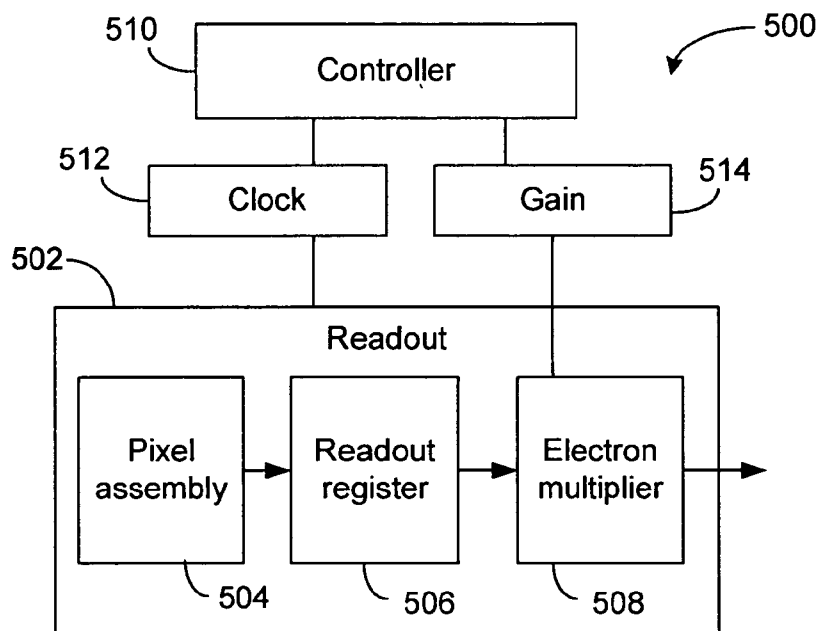 510
500
Controller
512
Clock
Gain
514
502
Readout
Pixel
assembly
Readout
register
Electron
multiplier
504
506
508